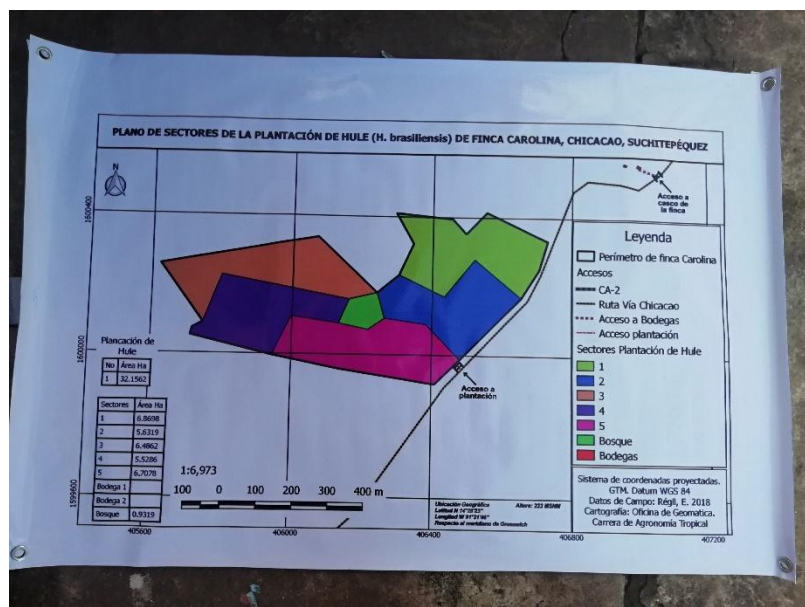 PLANO DE SECTORES DE LA PLANTACIÓN DE HULE (H. brasiliensis) DE FINCA CAROLINA, CHICACAO, SUCHITEPÉQUEZ
N
Acceso a
casco de
la finca
1600400
1600000
1599600
Leyenda
Perímetro de finca Carolina
Accesos
CA-2
Ruta Vía Chicacao
Acceso a Bodegas
Acceso plantación
Sectores Plantación de Hule
1
2
3
4
5
Bosque
Bodegas
Acceso a
plantación
Plancación de
Hule
No Área Ha
1 32.1562
Sectores Área Ha
1 6.8698
2 5.6319
3 6.4862
4 5.5286
5 6.7078
Bodega 1
Bodega 2
Bosque 0.9319
1:6,973
100 0 100 200 300 400 m
Ubicación Geográfica Altura: 222 MSNM
Respecto al meridiano de Greenwich
Sistema de coordenadas proyectadas.
GTM. Datum WGS 84
Datos de Campo: Régil, E. 2018
Cartografía: Oficina de Geomatica.
Carrera de Agronomía Tropical
405600 406000 406400 406800 407200